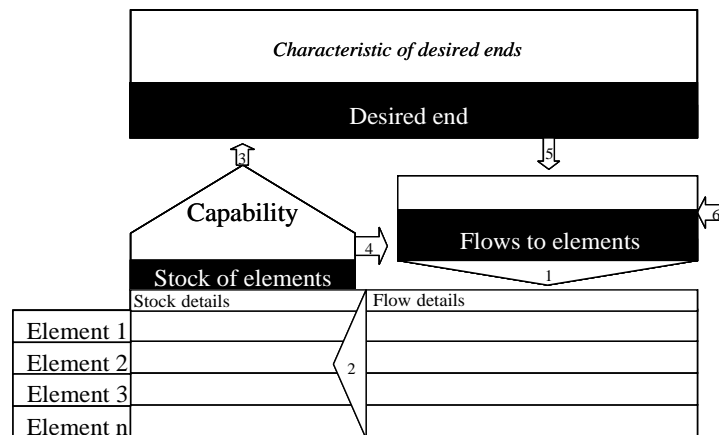 Characteristic of desired ends
Desired end
3
5
Capability
6
4
Flows to elements
Stock of elements
1
Stock details
Flow details
Element 1
Element 2
2
Element 3
Element n